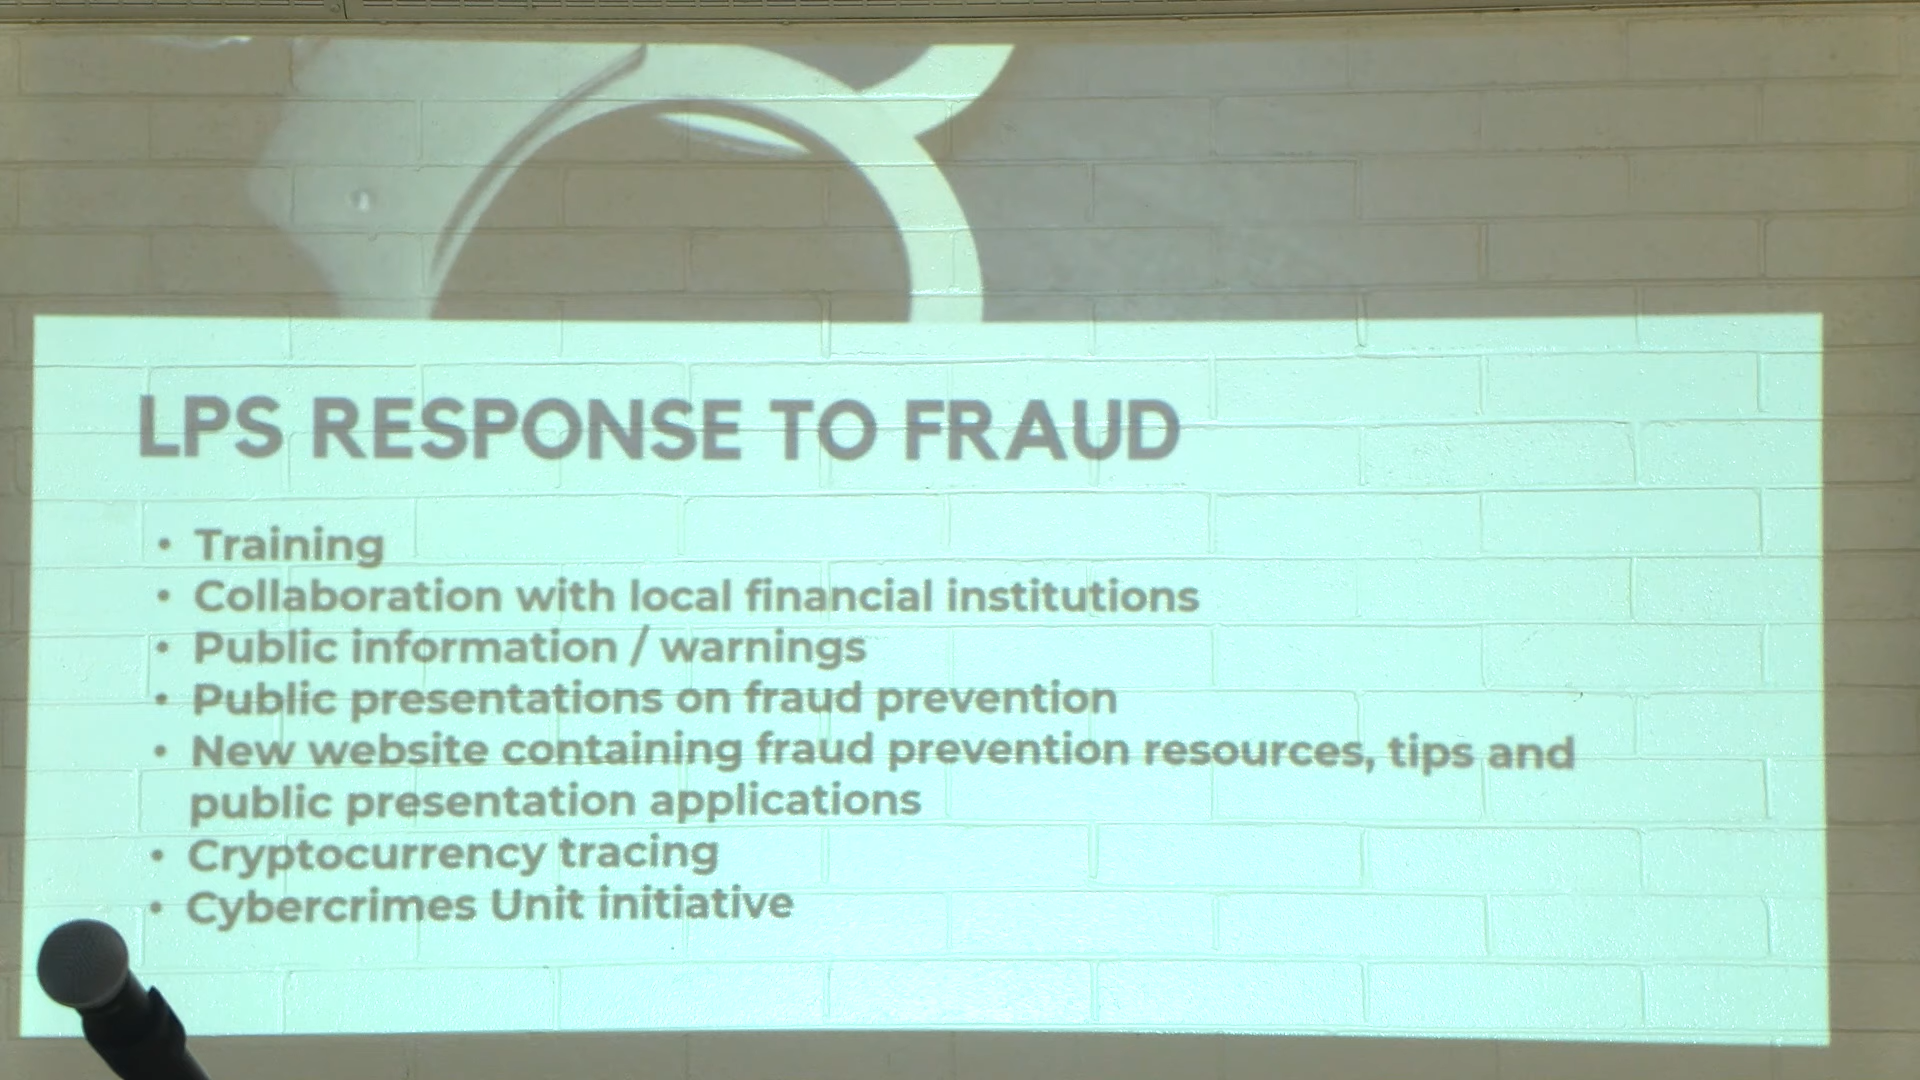 LPS RESPONSE TO FRAUD
• Training
• Collaboration with local financial institutions
• Public information / warnings
• Public presentations on fraud prevention
• New website containing fraud prevention resources, tips and
public presentation applications
• Cryptocurrency tracing
• Cybercrimes Unit initiative